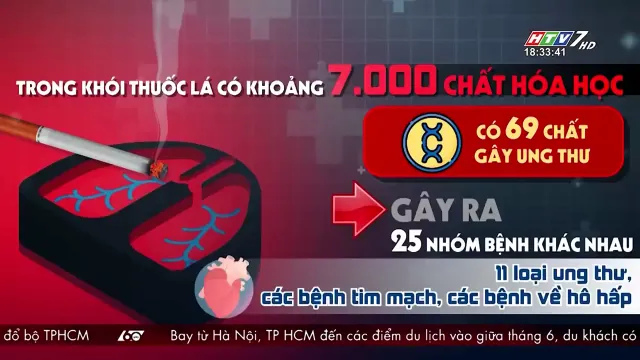 HTV7 HD
18:33:41
TRONG KHÓI THUỐC LÁ CÓ KHOẢNG 7.000 CHẤT HÓA HỌC
CÓ 69 CHẤT
GÂY UNG THƯ
GÂY RA
25 NHÓM BỆNH KHÁC NHAU
11 loại ung thư,
các bệnh tim mạch, các bệnh về hô hấp
đổ bộ TPHCM
60
Bay từ Hà Nội, TP HCM đến các điểm du lịch vào giữa tháng 6, du khách có